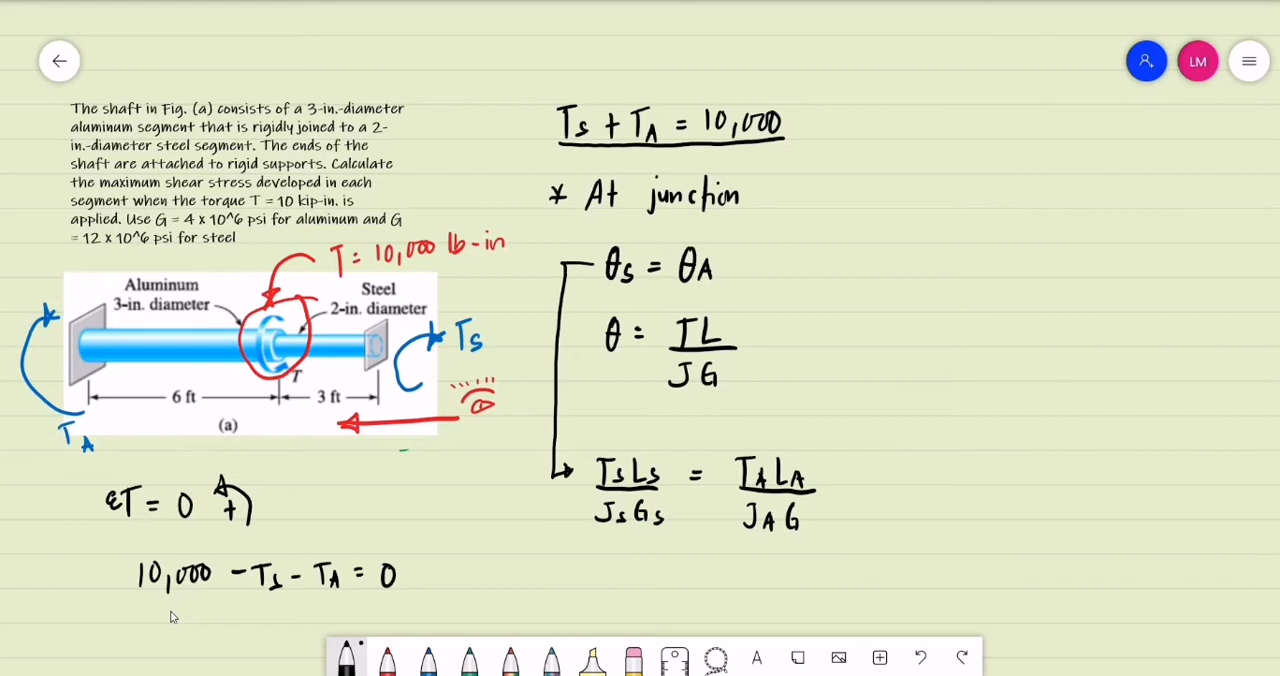 LM
The shaft in Fig. (a) consists of a 3-in.-diameter
aluminum segment that is rigidly joined to a 2-
in.-diameter steel segment. The ends of the
shaft are attached to rigid supports. Calculate
the maximum shear stress developed in each
segment when the torque T = 10 kip-in. is
applied. Use G = 4 x 10^6 psi for aluminum and G
= 12 x 10^6 psi for steel
T = 10,000 lb-in
Aluminum
3-in. diameter
Steel
2-in. diameter
TS
T
6 ft
3 ft
TA
(a)
ΣT = 0 +
10,000 - TS - TA = 0
TS + TA = 10,000
* At junction
θS = θA
θ = TL
JG
TSLS = TALA
JSGS JAG
A